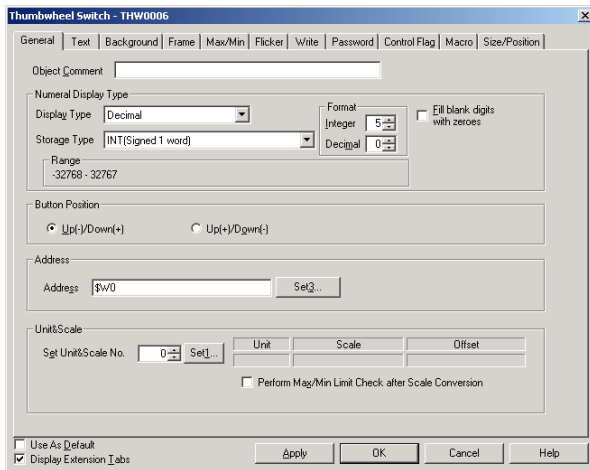 Thumbwheel Switch - THW0006
General Text Background Frame Max/Min Flicker Write Password Control Flag Macro Size/Position
Object Comment
Numeral Display Type
Display Type Decimal
Format
Integer 5
Decimal 0
Fill blank digits
with zeroes
Storage Type INT(Signed 1 word)
Range
-32768 - 32767
Button Position
Up(-)/Down(+) Up(+)/Down(-)
Address
Address $W0 Set3...
Unit&Scale
Set Unit&Scale No. 0 Set1...
Unit Scale Offset
Perform Max/Min Limit Check after Scale Conversion
Use As Default
Display Extension Tabs
Apply OK Cancel Help